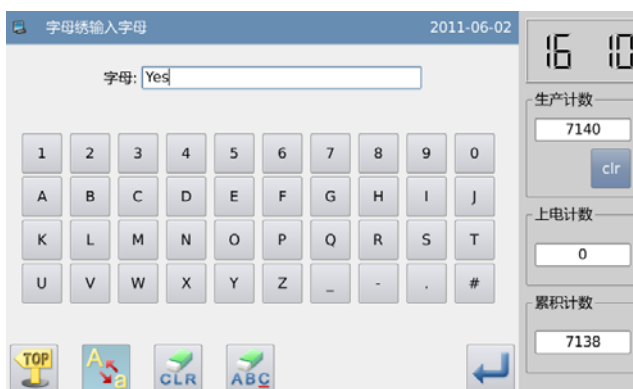 字母绣输入字母 2011-06-02
字母: Yes
1 2 3 4 5 6 7 8 9 0
A B C D E F G H I J
K L M N O P Q R S T
U V W X Y Z _ - . #
TOP Aa CLR ABC
16 10
生产计数
7140
clr
上电计数
0
累积计数
7138